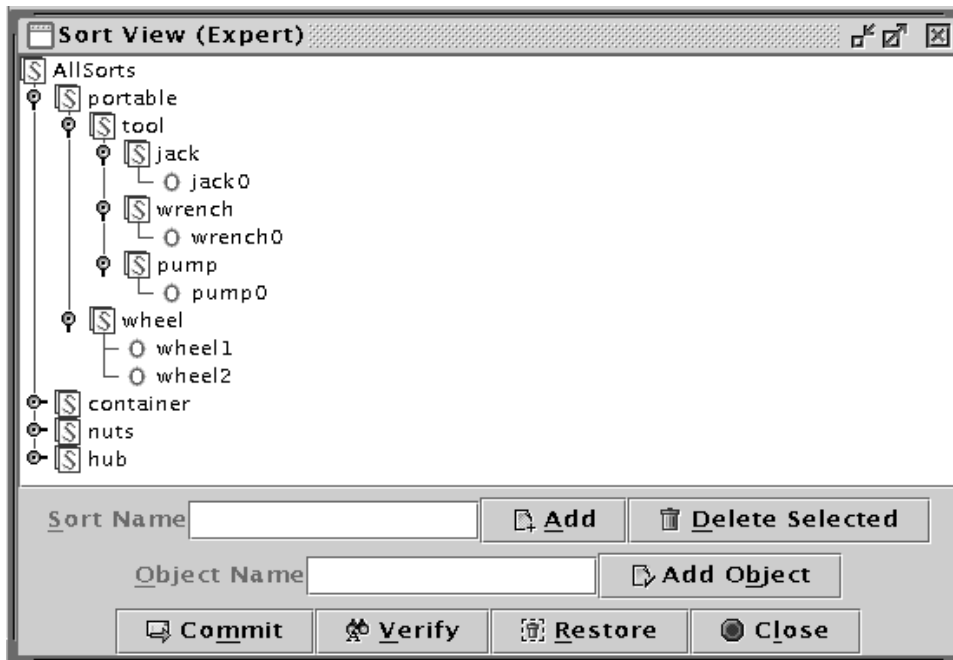 Sort View (Expert)
S AllSorts
S portable
S tool
S jack
O jack0
S wrench
O wrench0
S pump
O pump0
S wheel
O wheel1
O wheel2
S container
S nuts
S hub
Sort Name Add Delete Selected
Object Name Add Object
Commit Verify Restore Close